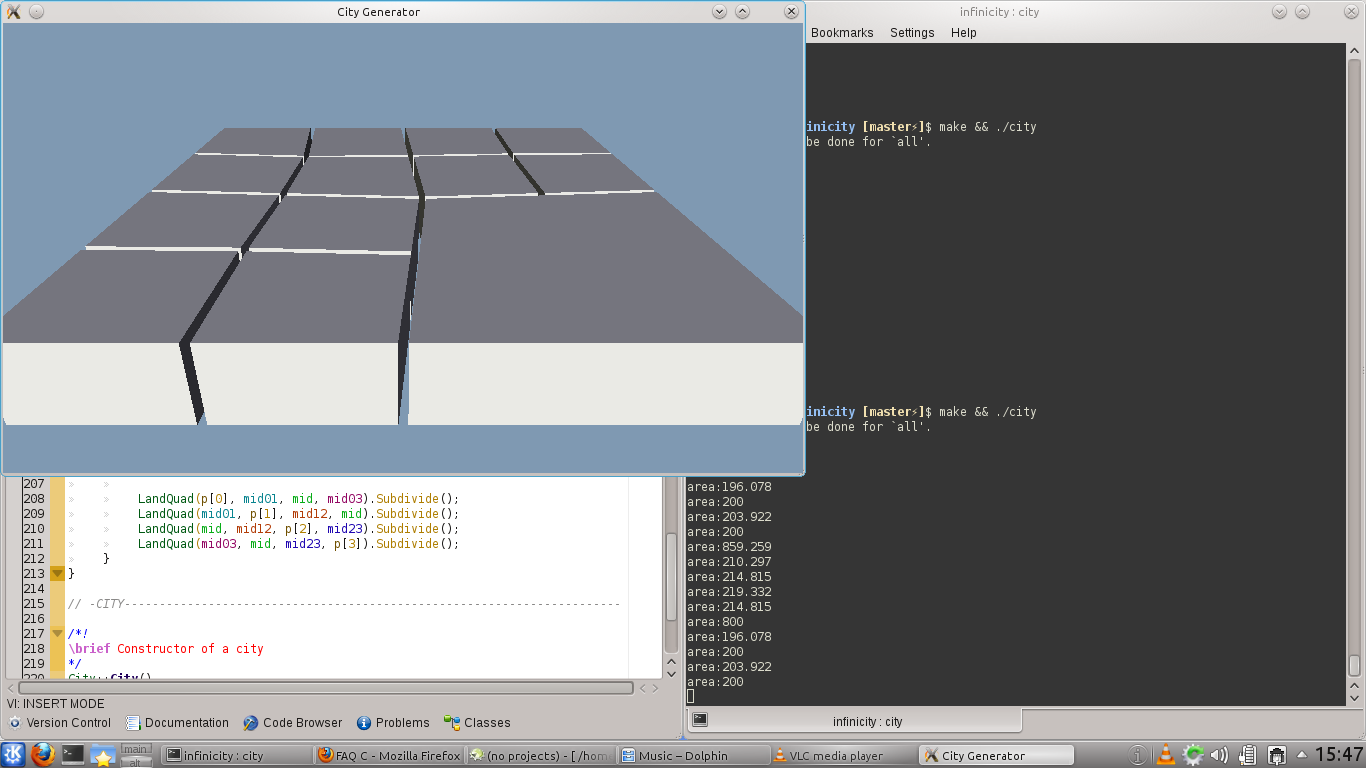 City Generator
infinicity : city
Bookmarks Settings Help
inicity [master⚡]$ make && ./city
be done for `all'.
inicity [master⚡]$ make && ./city
be done for `all'.
207
208 LandQuad(p[0], mid01, mid, mid03).Subdivide();
209 LandQuad(mid01, p[1], mid12, mid).Subdivide();
210 LandQuad(mid, mid12, p[2], mid23).Subdivide();
211 LandQuad(mid03, mid, mid23, p[3]).Subdivide();
212 }
213 }
214
215 // -CITY----------------------------------------------------------------------
216
217 /*!
218 \brief Constructor of a city
219 */
220 City::City()
VI: INSERT MODE
Version Control Documentation Code Browser Problems Classes
area:196.078
area:200
area:203.922
area:200
area:859.259
area:210.297
area:214.815
area:219.332
area:214.815
area:800
area:196.078
area:200
area:203.922
area:200
infinicity : city
main
alt
infinicity : city
FAQ C - Mozilla Firefox
(no projects) - [ /hom
Music – Dolphin
VLC media player
City Generator
15:47